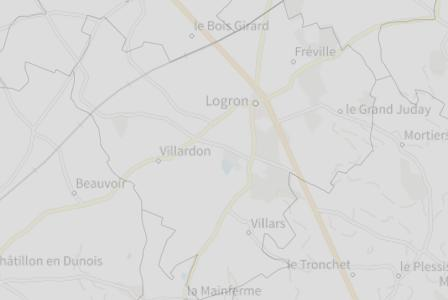 le Bois Girard
Fréville
Logron
le Grand Juday
Mortiers
Villardon
Beauvoir
Villars
hâtillon en Dunois
le Tronchet
le Plessis
M
la Mainferme